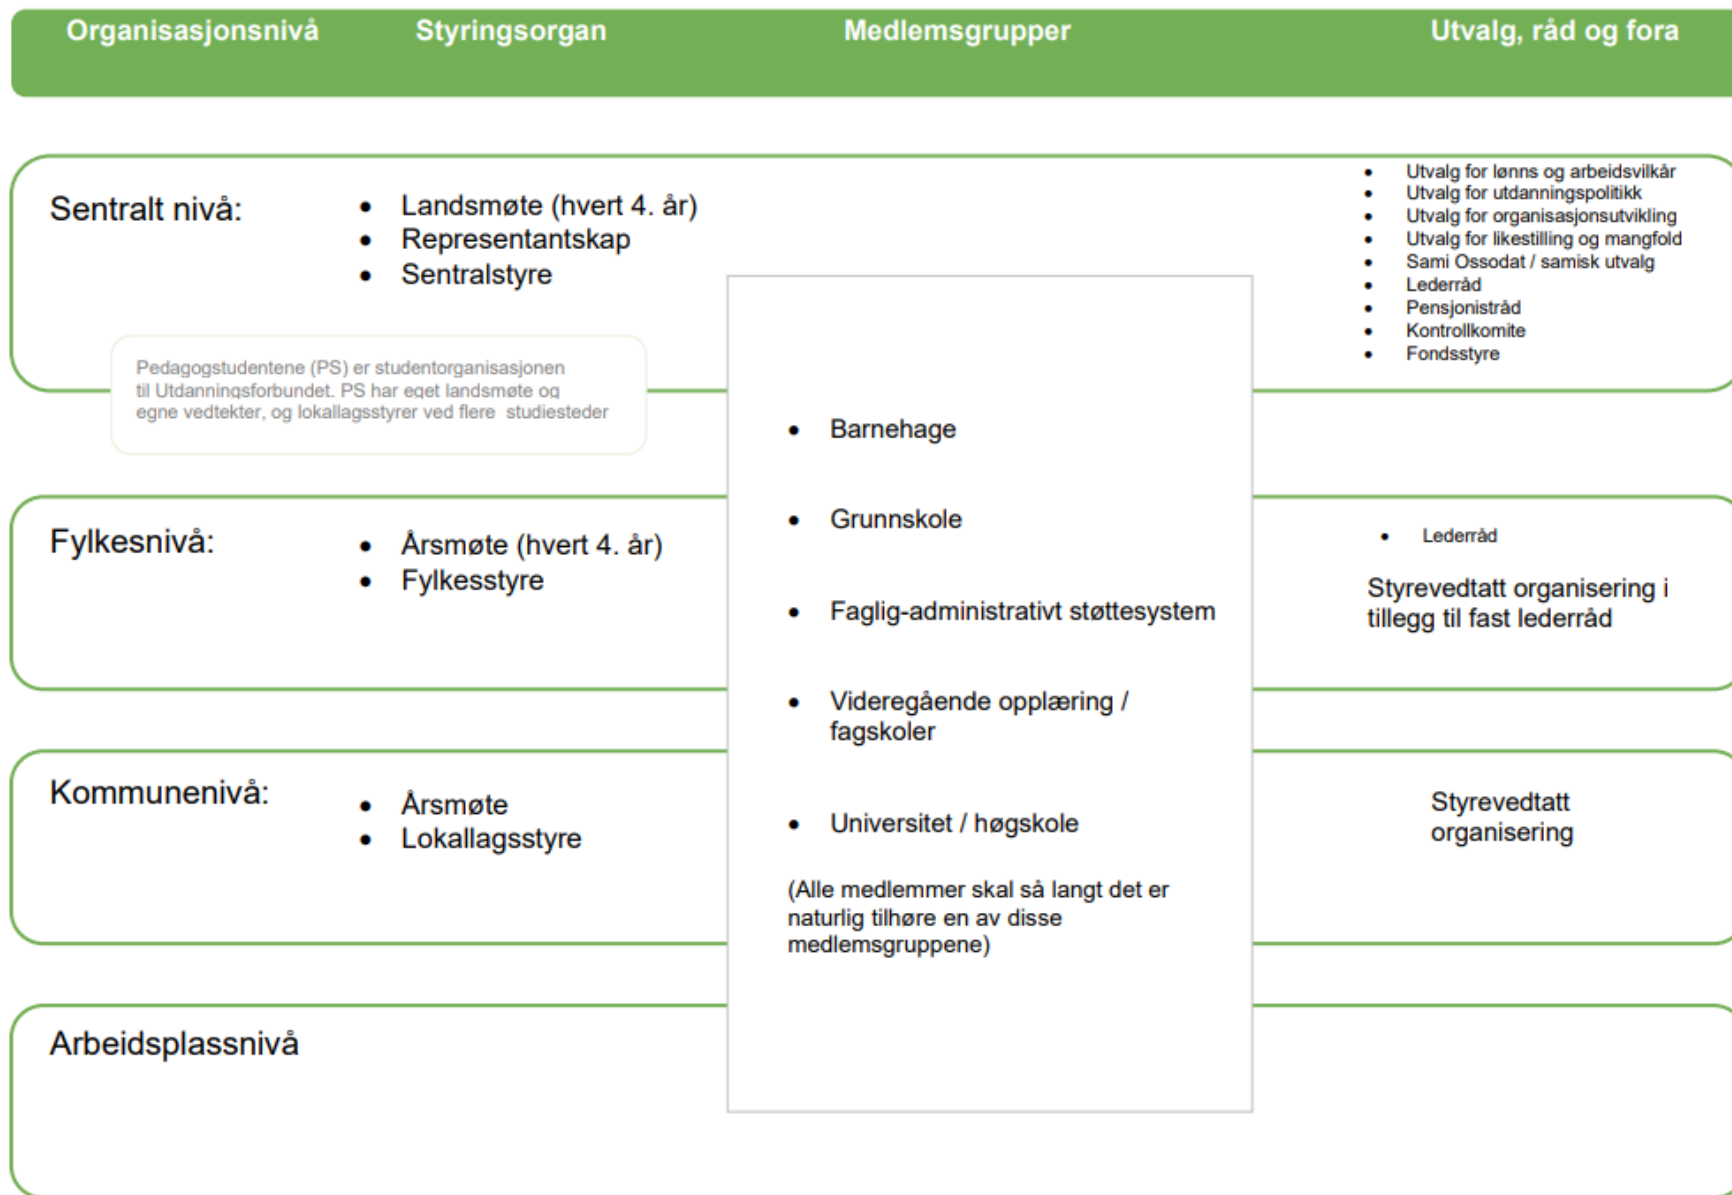 Organisasjonsnivå
Styringsorgan
Medlemsgrupper
Utvalg, råd og fora
Sentralt nivå:
• Landsmøte (hvert 4. år)
• Representantskap
• Sentralstyre
• Utvalg for lønns og arbeidsvilkår
• Utvalg for utdanningspolitikk
• Utvalg for organisasjonsutvikling
• Utvalg for likestilling og mangfold
• Sami Ossodat / samisk utvalg
• Lederråd
• Pensjonistråd
• Kontrollkomite
• Fondsstyre
Pedagogstudentene (PS) er studentorganisasjonen
til Utdanningsforbundet. PS har eget landsmøte og
egne vedtekter, og lokallagsstyrer ved flere studiesteder
• Barnehage
• Grunnskole
• Faglig-administrativt støttesystem
• Videregående opplæring /
fagskoler
• Universitet / høgskole
(Alle medlemmer skal så langt det er
naturlig tilhøre en av disse
medlemsgruppene)
Fylkesnivå:
• Årsmøte (hvert 4. år)
• Fylkesstyre
• Lederråd
Styrevedtatt organisering i
tillegg til fast lederråd
Kommunenivå:
• Årsmøte
• Lokallagsstyre
Styrevedtatt
organisering
Arbeidsplassnivå